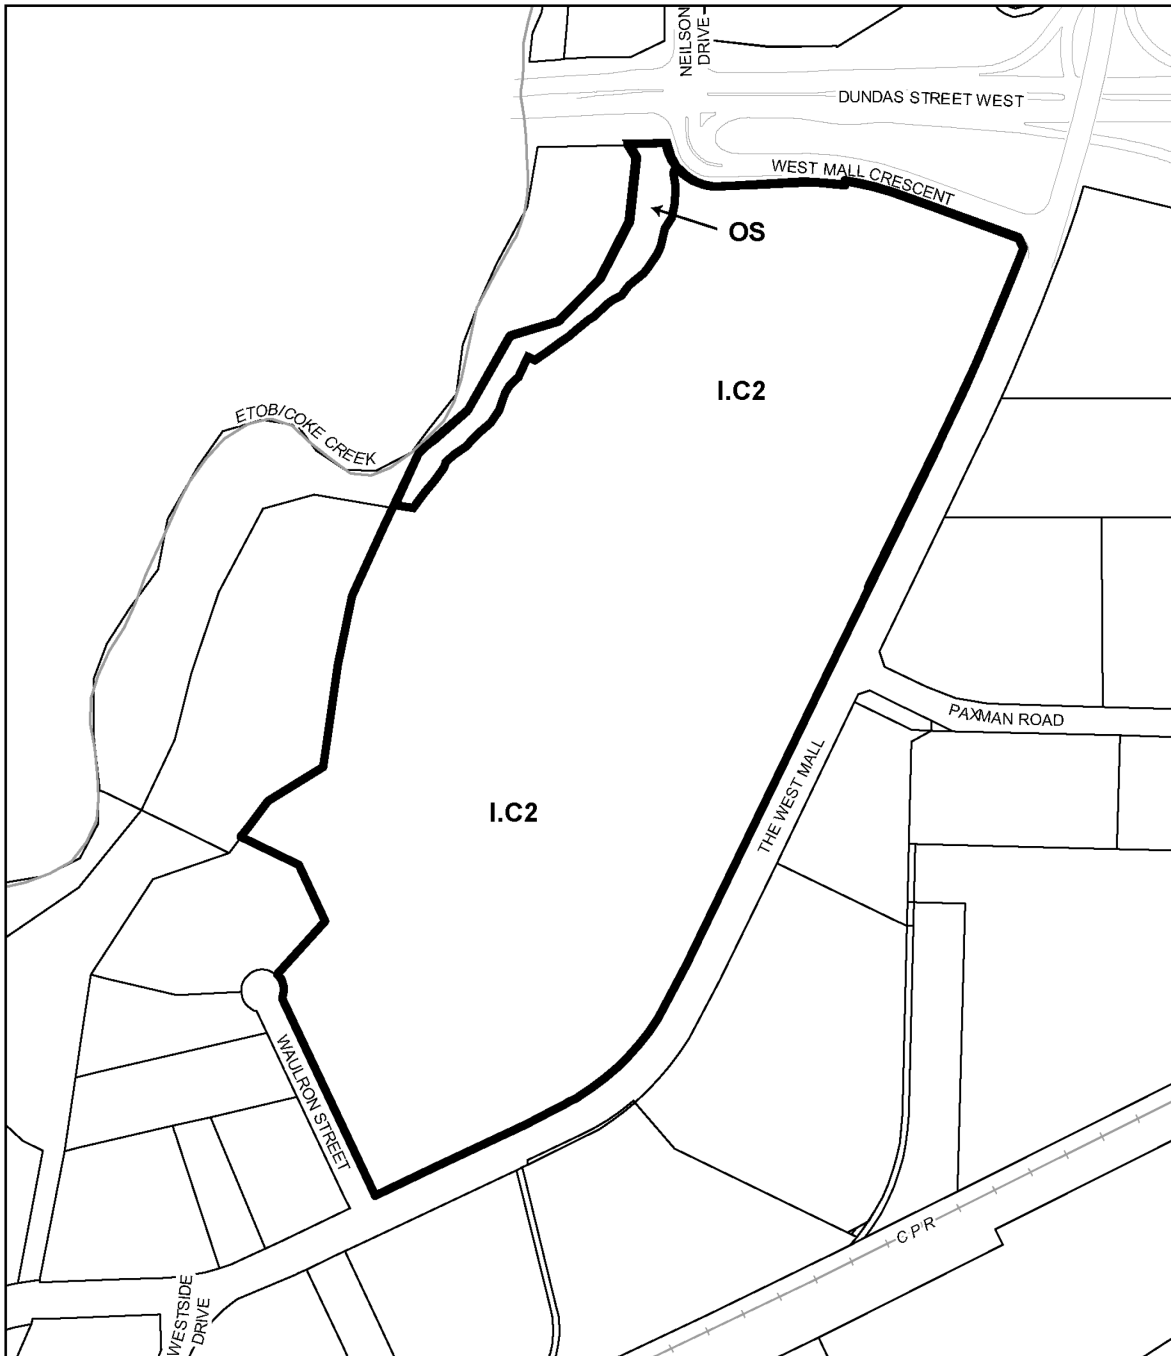 NEILSON
DRIVE
DUNDAS STREET WEST
WEST MALL CRESCENT
OS
I.C2
ETOBICOKE CREEK
PAXMAN ROAD
THE WEST MALL
I.C2
WAULRON STREET
CPR
WESTSIDE
DRIVE